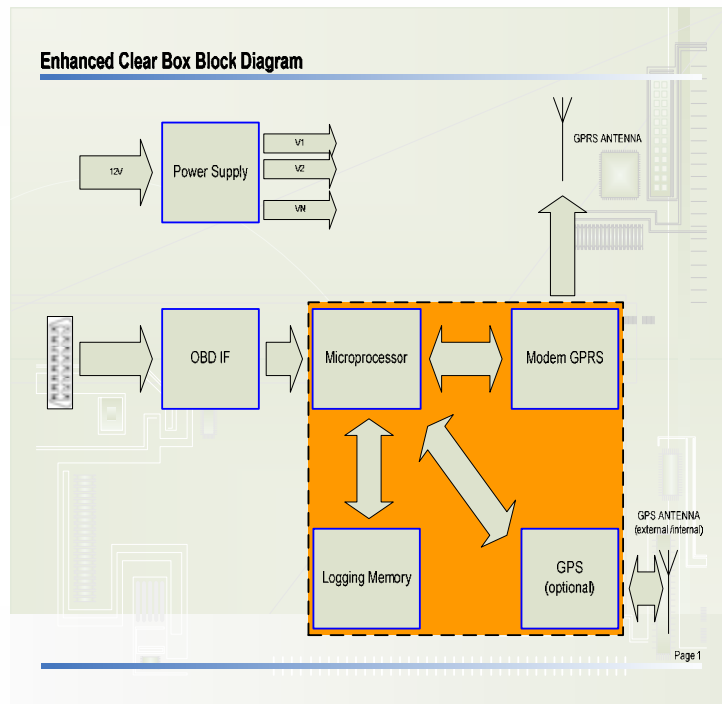 Enhanced Clear Box Block Diagram
GPRS ANTENNA
12V
Power Supply
V1
V2
VN
OBD IF
Microprocessor
Modem GPRS
Logging Memory
GPS
(optional)
GPS ANTENNA
(external /internal)
Page 1